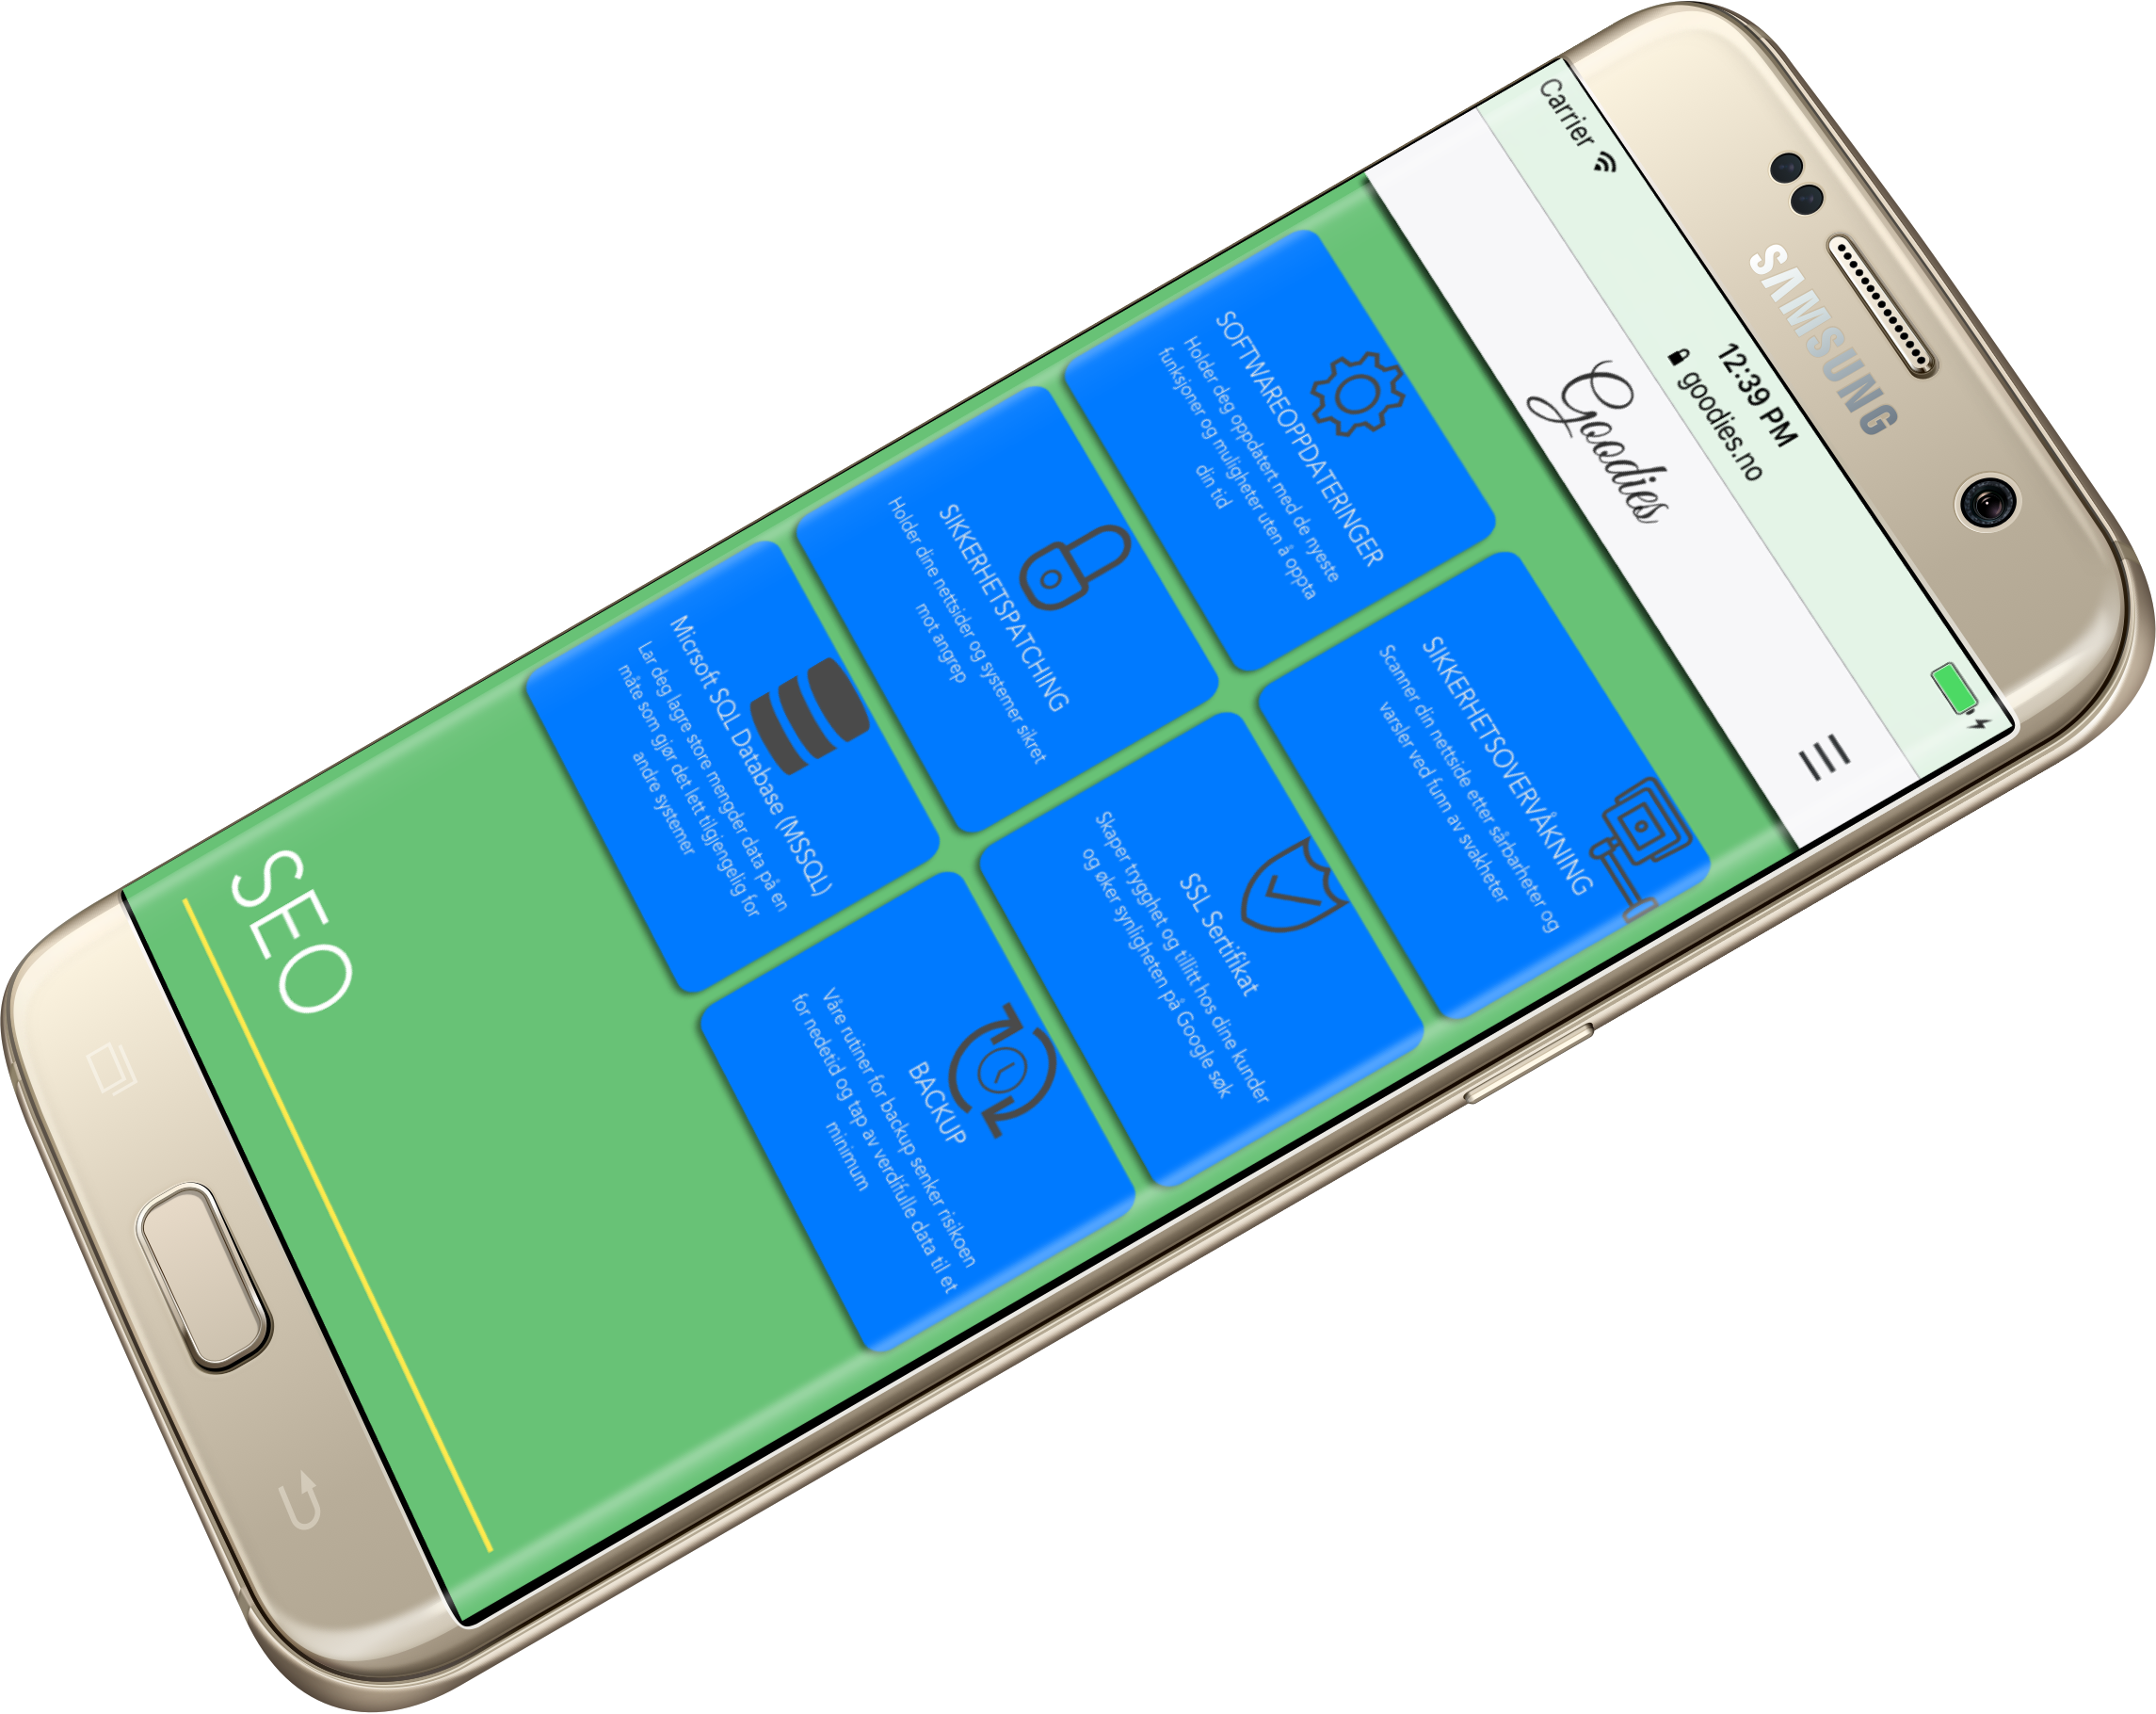 SAMSUNG
Carrier
12:39 PM
goodies.no
Goodies
SOFTWAREOPPDATERINGER
Holder deg oppdatert med de nyeste
funksjoner og muligheter uten å oppta
din tid
SIKKERHETSOVERVÅKNING
Scanner din nettside etter sårbarheter og
varsler ved funn av svakheter
SIKKERHETSPATCHING
Holder dine nettsider og systemer sikret
mot angrep
SSL Sertifikat
Skaper trygghet og tillitt hos dine kunder
og øker synligheten på Google søk
Micrsoft SQL Database (MSSQL)
Lar deg lagre store mengder data på en
måte som gjør det lett tilgjengelig for
andre systemer
BACKUP
Våre rutiner for backup senker risikoen
for nedetid og tap av verdifulle data til et
minimum
SEO